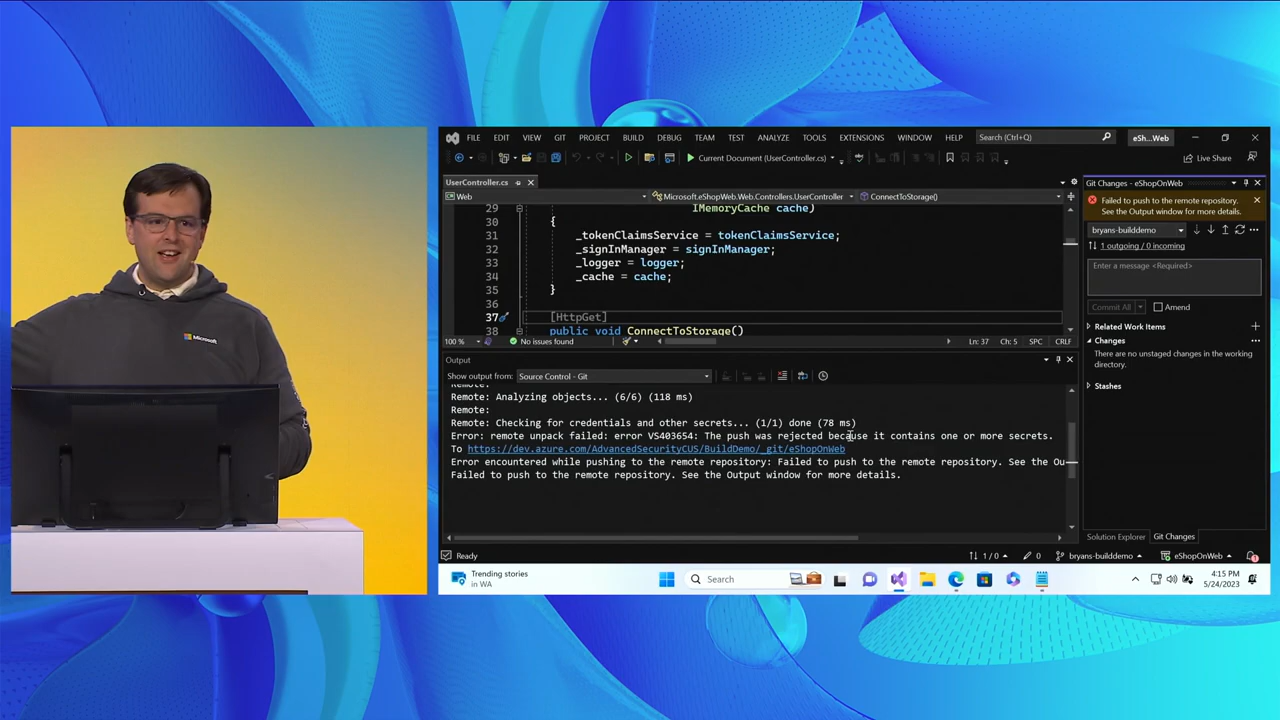 Microsoft
FILE EDIT VIEW GIT PROJECT BUILD DEBUG TEAM TEST ANALYZE TOOLS EXTENSIONS WINDOW HELP Search (Ctrl+Q) eSh...Web
Current Document (UserController.cs) Live Share
UserController.cs
Web Microsoft.eShopWeb.Web.Controllers.UserController ConnectToStorage()
29 IMemoryCache cache)
30 {
31 _tokenClaimsService = tokenClaimsService;
32 _signInManager = signInManager;
33 _logger = logger;
34 _cache = cache;
35 }
36
37 [HttpGet]
38 public void ConnectToStorage()
100 % No issues found Ln: 37 Ch: 5 SPC CRLF
Output
Show output from: Source Control - Git
Remote:
Remote: Analyzing objects... (6/6) (118 ms)
Remote:
Remote: Checking for credentials and other secrets... (1/1) done (78 ms)
Error: remote unpack failed: error VS403654: The push was rejected because it contains one or more secrets.
To https://dev.azure.com/AdvancedSecurityCUS/BuildDemo/_git/eShopOnWeb
Error encountered while pushing to the remote repository: Failed to push to the remote repository. See the Ou
Failed to push to the remote repository. See the Output window for more details.
Git Changes - eShopOnWeb
Failed to push to the remote repository.
See the Output window for more details.
bryans-builddemo
1 outgoing / 0 incoming
Enter a message <Required>
Commit All Amend
Related Work Items
Changes
There are no unstaged changes in the working
directory.
Stashes
Solution Explorer Git Changes
Ready 1 / 0 0 bryans-builddemo eShopOnWeb
Trending stories
in WA
Search
4:15 PM
5/24/2023